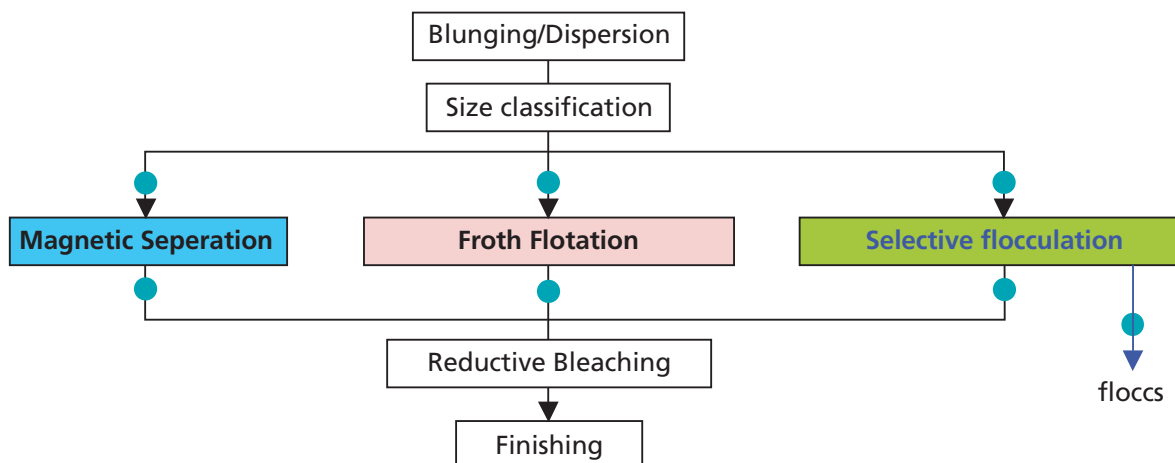 Blunging/Dispersion
Size classification
Magnetic Seperation
Froth Flotation
Selective flocculation
Reductive Bleaching
floccs
Finishing